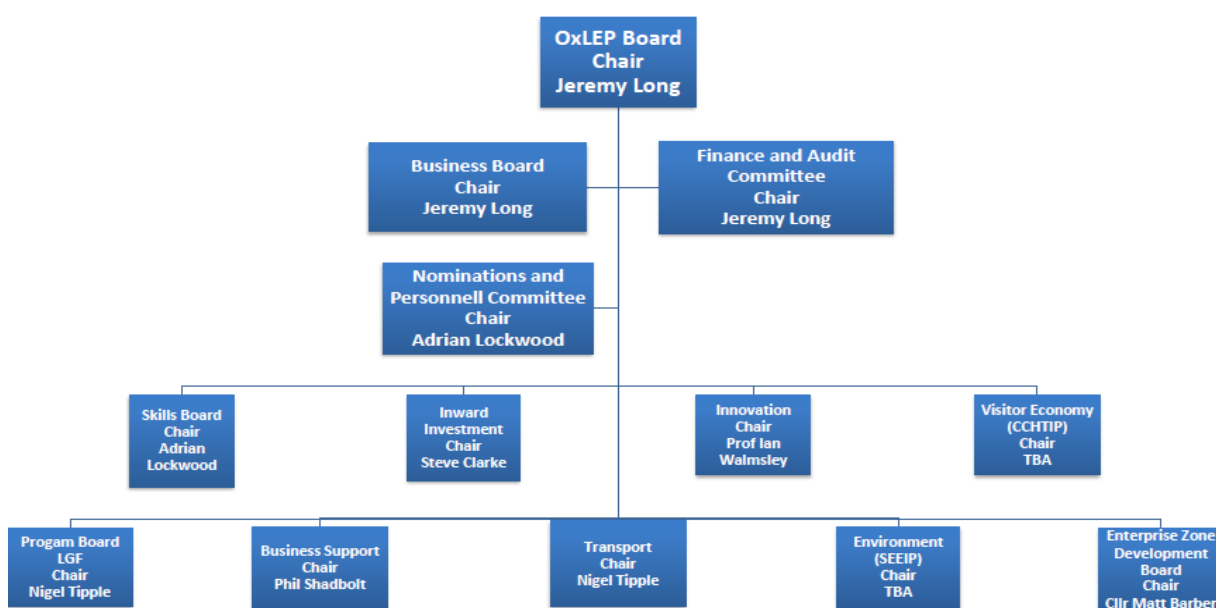 OxLEP Board
Chair
Jeremy Long
Business Board
Chair
Jeremy Long
Finance and Audit
Committee
Chair
Jeremy Long
Nominations and
Personnell Committee
Chair
Adrian Lockwood
Skills Board
Chair
Adrian
Lockwood
Inward
Investment
Chair
Steve Clarke
Innovation
Chair
Prof Ian
Walmsley
Visitor Economy
(CCHTIP)
Chair
TBA
Progam Board
LGF
Chair
Nigel Tipple
Business Support
Chair
Phil Shadbolt
Transport
Chair
Nigel Tipple
Environment
(SEEIP)
Chair
TBA
Enterprise Zone
Development
Board
Chair
Cllr Matt Barber